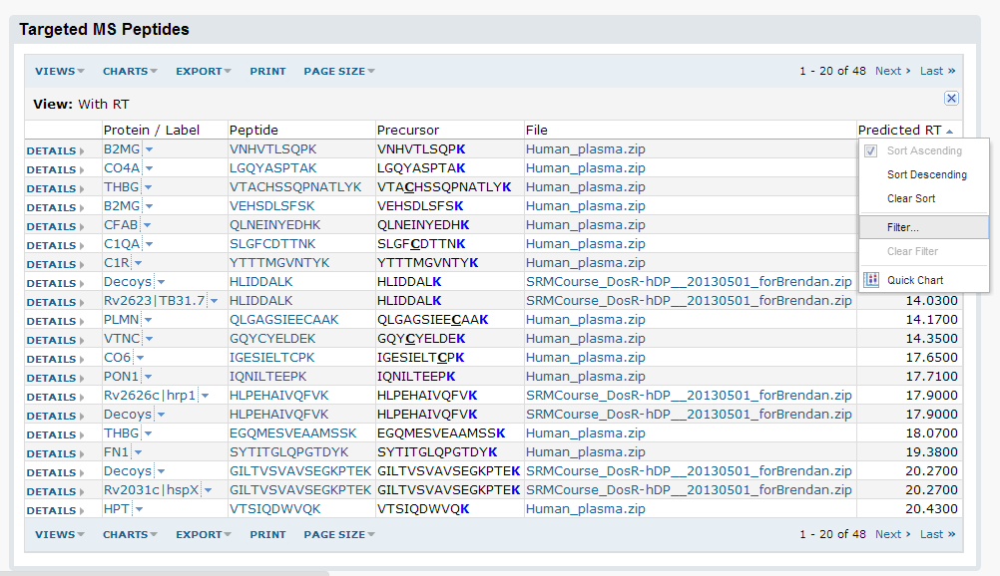 Targeted MS Peptides
VIEWS CHARTS EXPORT PRINT PAGE SIZE 1 - 20 of 48 Next › Last »
View: With RT
Protein / Label Peptide Precursor File Predicted RT
DETAILS B2MG VNHVTLSQPK VNHVTLSQPK Human_plasma.zip
Sort Ascending
DETAILS CO4A LGQYASPTAK LGQYASPTAK Human_plasma.zip
Sort Descending
DETAILS THBG VTACHSSQPNATLYK VTACHSSQPNATLYK Human_plasma.zip
Clear Sort
DETAILS B2MG VEHSDLSFSK VEHSDLSFSK Human_plasma.zip
DETAILS CFAB QLNEINYEDHK QLNEINYEDHK Human_plasma.zip
Filter...
DETAILS C1QA SLGFCDTTNK SLGFCDTTNK Human_plasma.zip
Clear Filter
DETAILS C1R YTTTMGVNTYK YTTTMGVNTYK Human_plasma.zip
DETAILS Decoys HLIDDALK HLIDDALK SRMCourse_DosR-hDP__20130501_forBrendan.zip
Quick Chart
DETAILS Rv2623|TB31.7 HLIDDALK HLIDDALK SRMCourse_DosR-hDP__20130501_forBrendan.zip 14.0300
DETAILS PLMN QLGAGSIEECAAK QLGAGSIEECAAK Human_plasma.zip 14.1700
DETAILS VTNC GQYCYELDEK GQYCYELDEK Human_plasma.zip 14.3500
DETAILS CO6 IGESIELTCPK IGESIELTCPK Human_plasma.zip 17.6500
DETAILS PON1 IQNILTEEPK IQNILTEEPK Human_plasma.zip 17.7100
DETAILS Rv2626c|hrp1 HLPEHAIVQFVK HLPEHAIVQFVK SRMCourse_DosR-hDP__20130501_forBrendan.zip 17.9000
DETAILS Decoys HLPEHAIVQFVK HLPEHAIVQFVK SRMCourse_DosR-hDP__20130501_forBrendan.zip 17.9000
DETAILS THBG EGQMESVEAAMSSK EGQMESVEAAMSSK Human_plasma.zip 18.0700
DETAILS FN1 SYTITGLQPGTDYK SYTITGLQPGTDYK Human_plasma.zip 19.3800
DETAILS Decoys GILTVSVAVSEGKPTEK GILTVSVAVSEGKPTEK SRMCourse_DosR-hDP__20130501_forBrendan.zip 20.2700
DETAILS Rv2031c|hspX GILTVSVAVSEGKPTEK GILTVSVAVSEGKPTEK SRMCourse_DosR-hDP__20130501_forBrendan.zip 20.2700
DETAILS HPT VTSIQDWVQK VTSIQDWVQK Human_plasma.zip 20.4300
VIEWS CHARTS EXPORT PRINT PAGE SIZE 1 - 20 of 48 Next › Last »